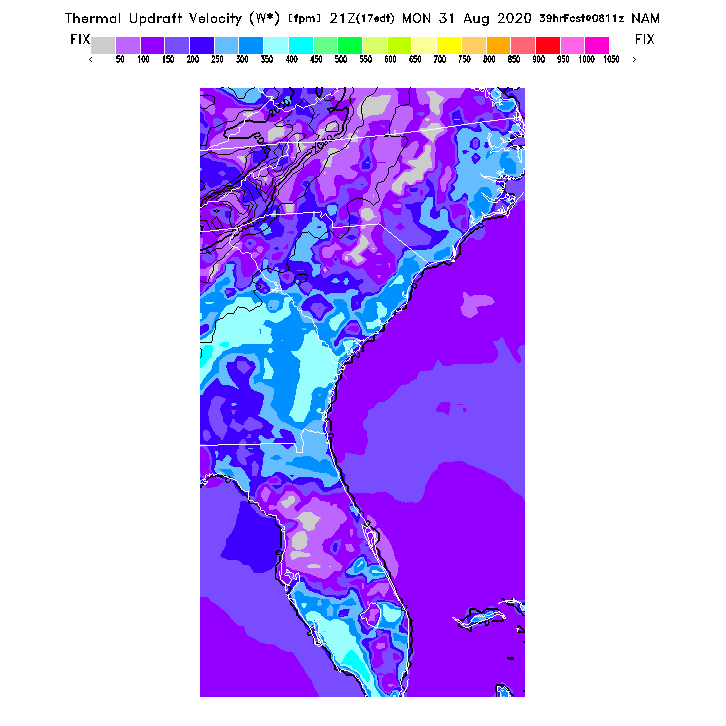 Thermal Updraft Velocity (W*) [fpm] 21Z(17edt) MON 31 Aug 2020 39hrFcst@0811z NAM
FIX FIX
< 50 100 150 200 250 300 350 400 450 500 550 600 650 700 750 800 850 900 950 1000 1050 >